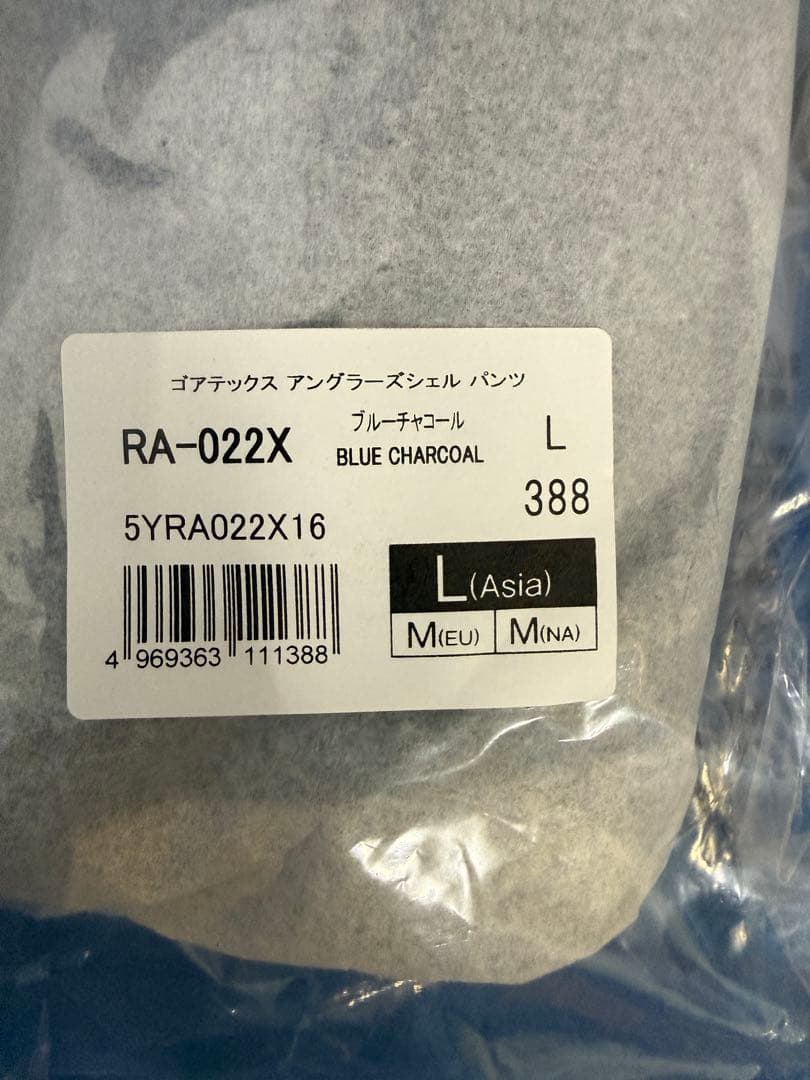 ゴアテックス アングラーズシェル パンツ
RA-022X
ブルーチャコール
BLUE CHARCOAL
L
388
5YRA022X16
L(Asia)
M(EU) M(NA)
4 969363 111388